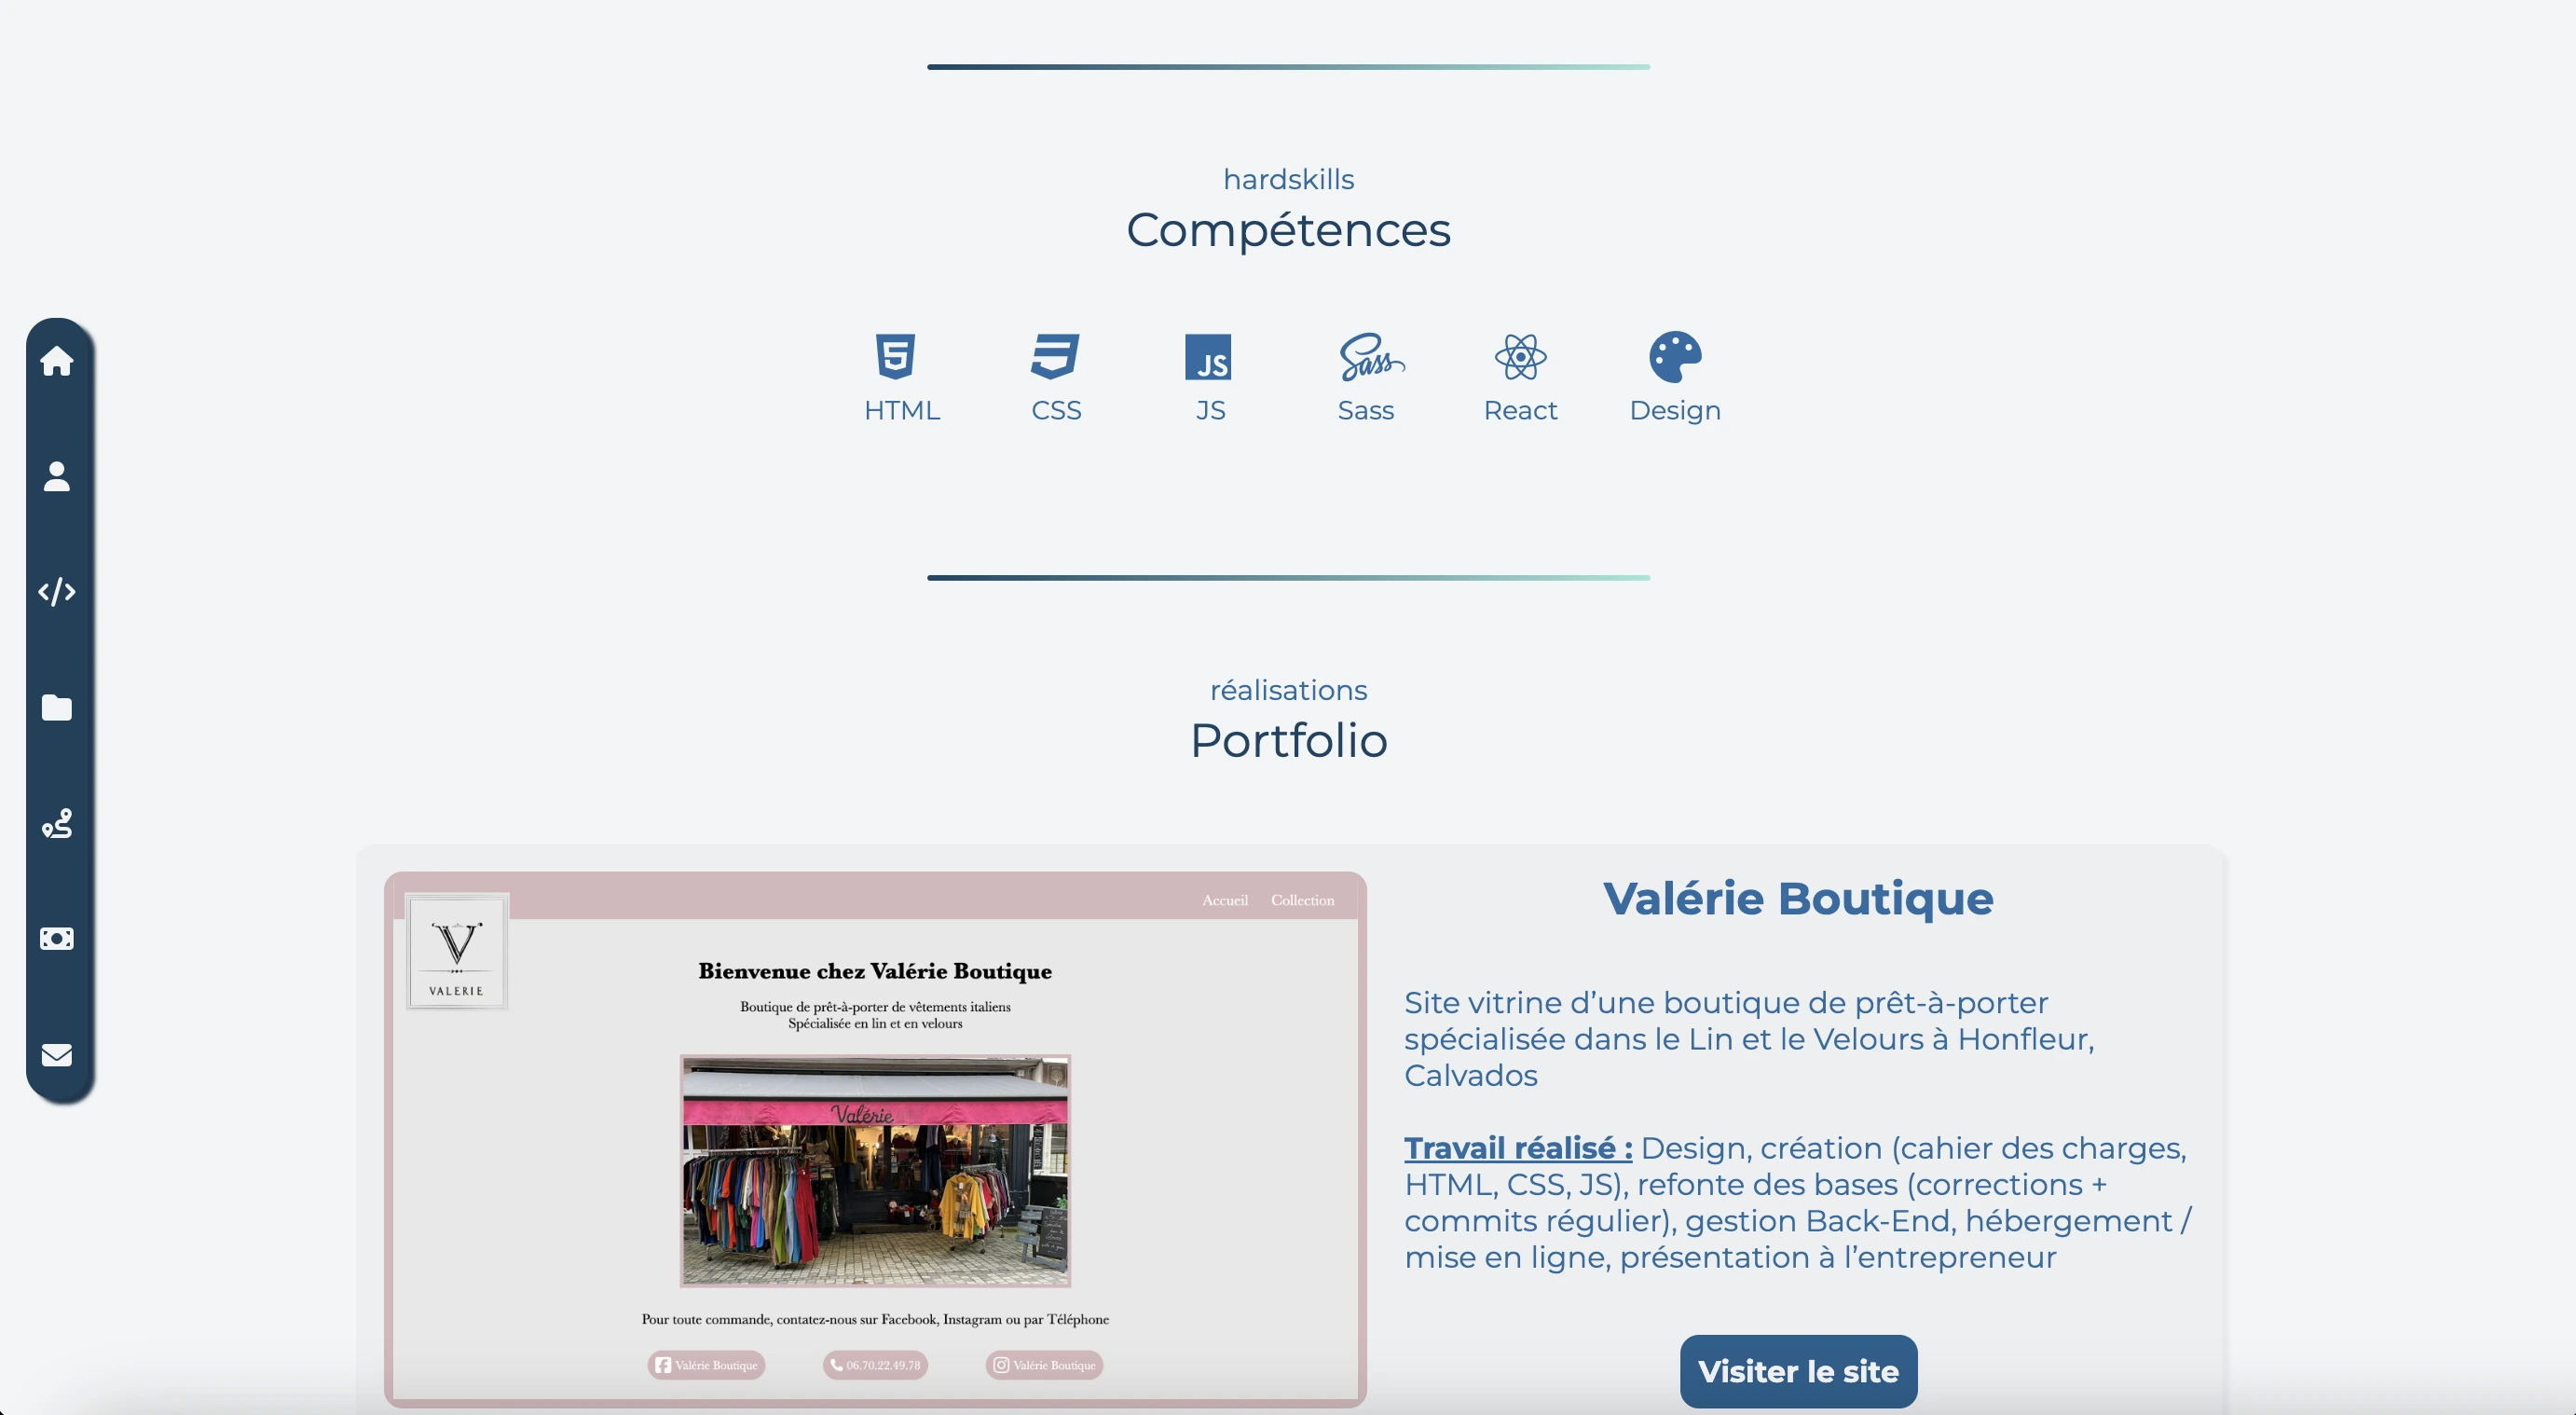 hardskills
Compétences
JS
Sass
HTML
CSS
JS
Sass
React
Design
réalisations
Portfolio
Accueil
Collection
V
VALERIE
Bienvenue chez Valérie Boutique
Boutique de prêt-à-porter de vêtements italiens
Spécialisée en lin et en velours
Valérie
Pour toute commande, contatez-nous sur Facebook, Instagram ou par Téléphone
Valérie Boutique
06.70.22.49.78
Valérie Boutique
Valérie Boutique
Site vitrine d’une boutique de prêt-à-porter
spécialisée dans le Lin et le Velours à Honfleur,
Calvados
Travail réalisé : Design, création (cahier des charges,
HTML, CSS, JS), refonte des bases (corrections +
commits régulier), gestion Back-End, hébergement /
mise en ligne, présentation à l’entrepreneur
Visiter le site